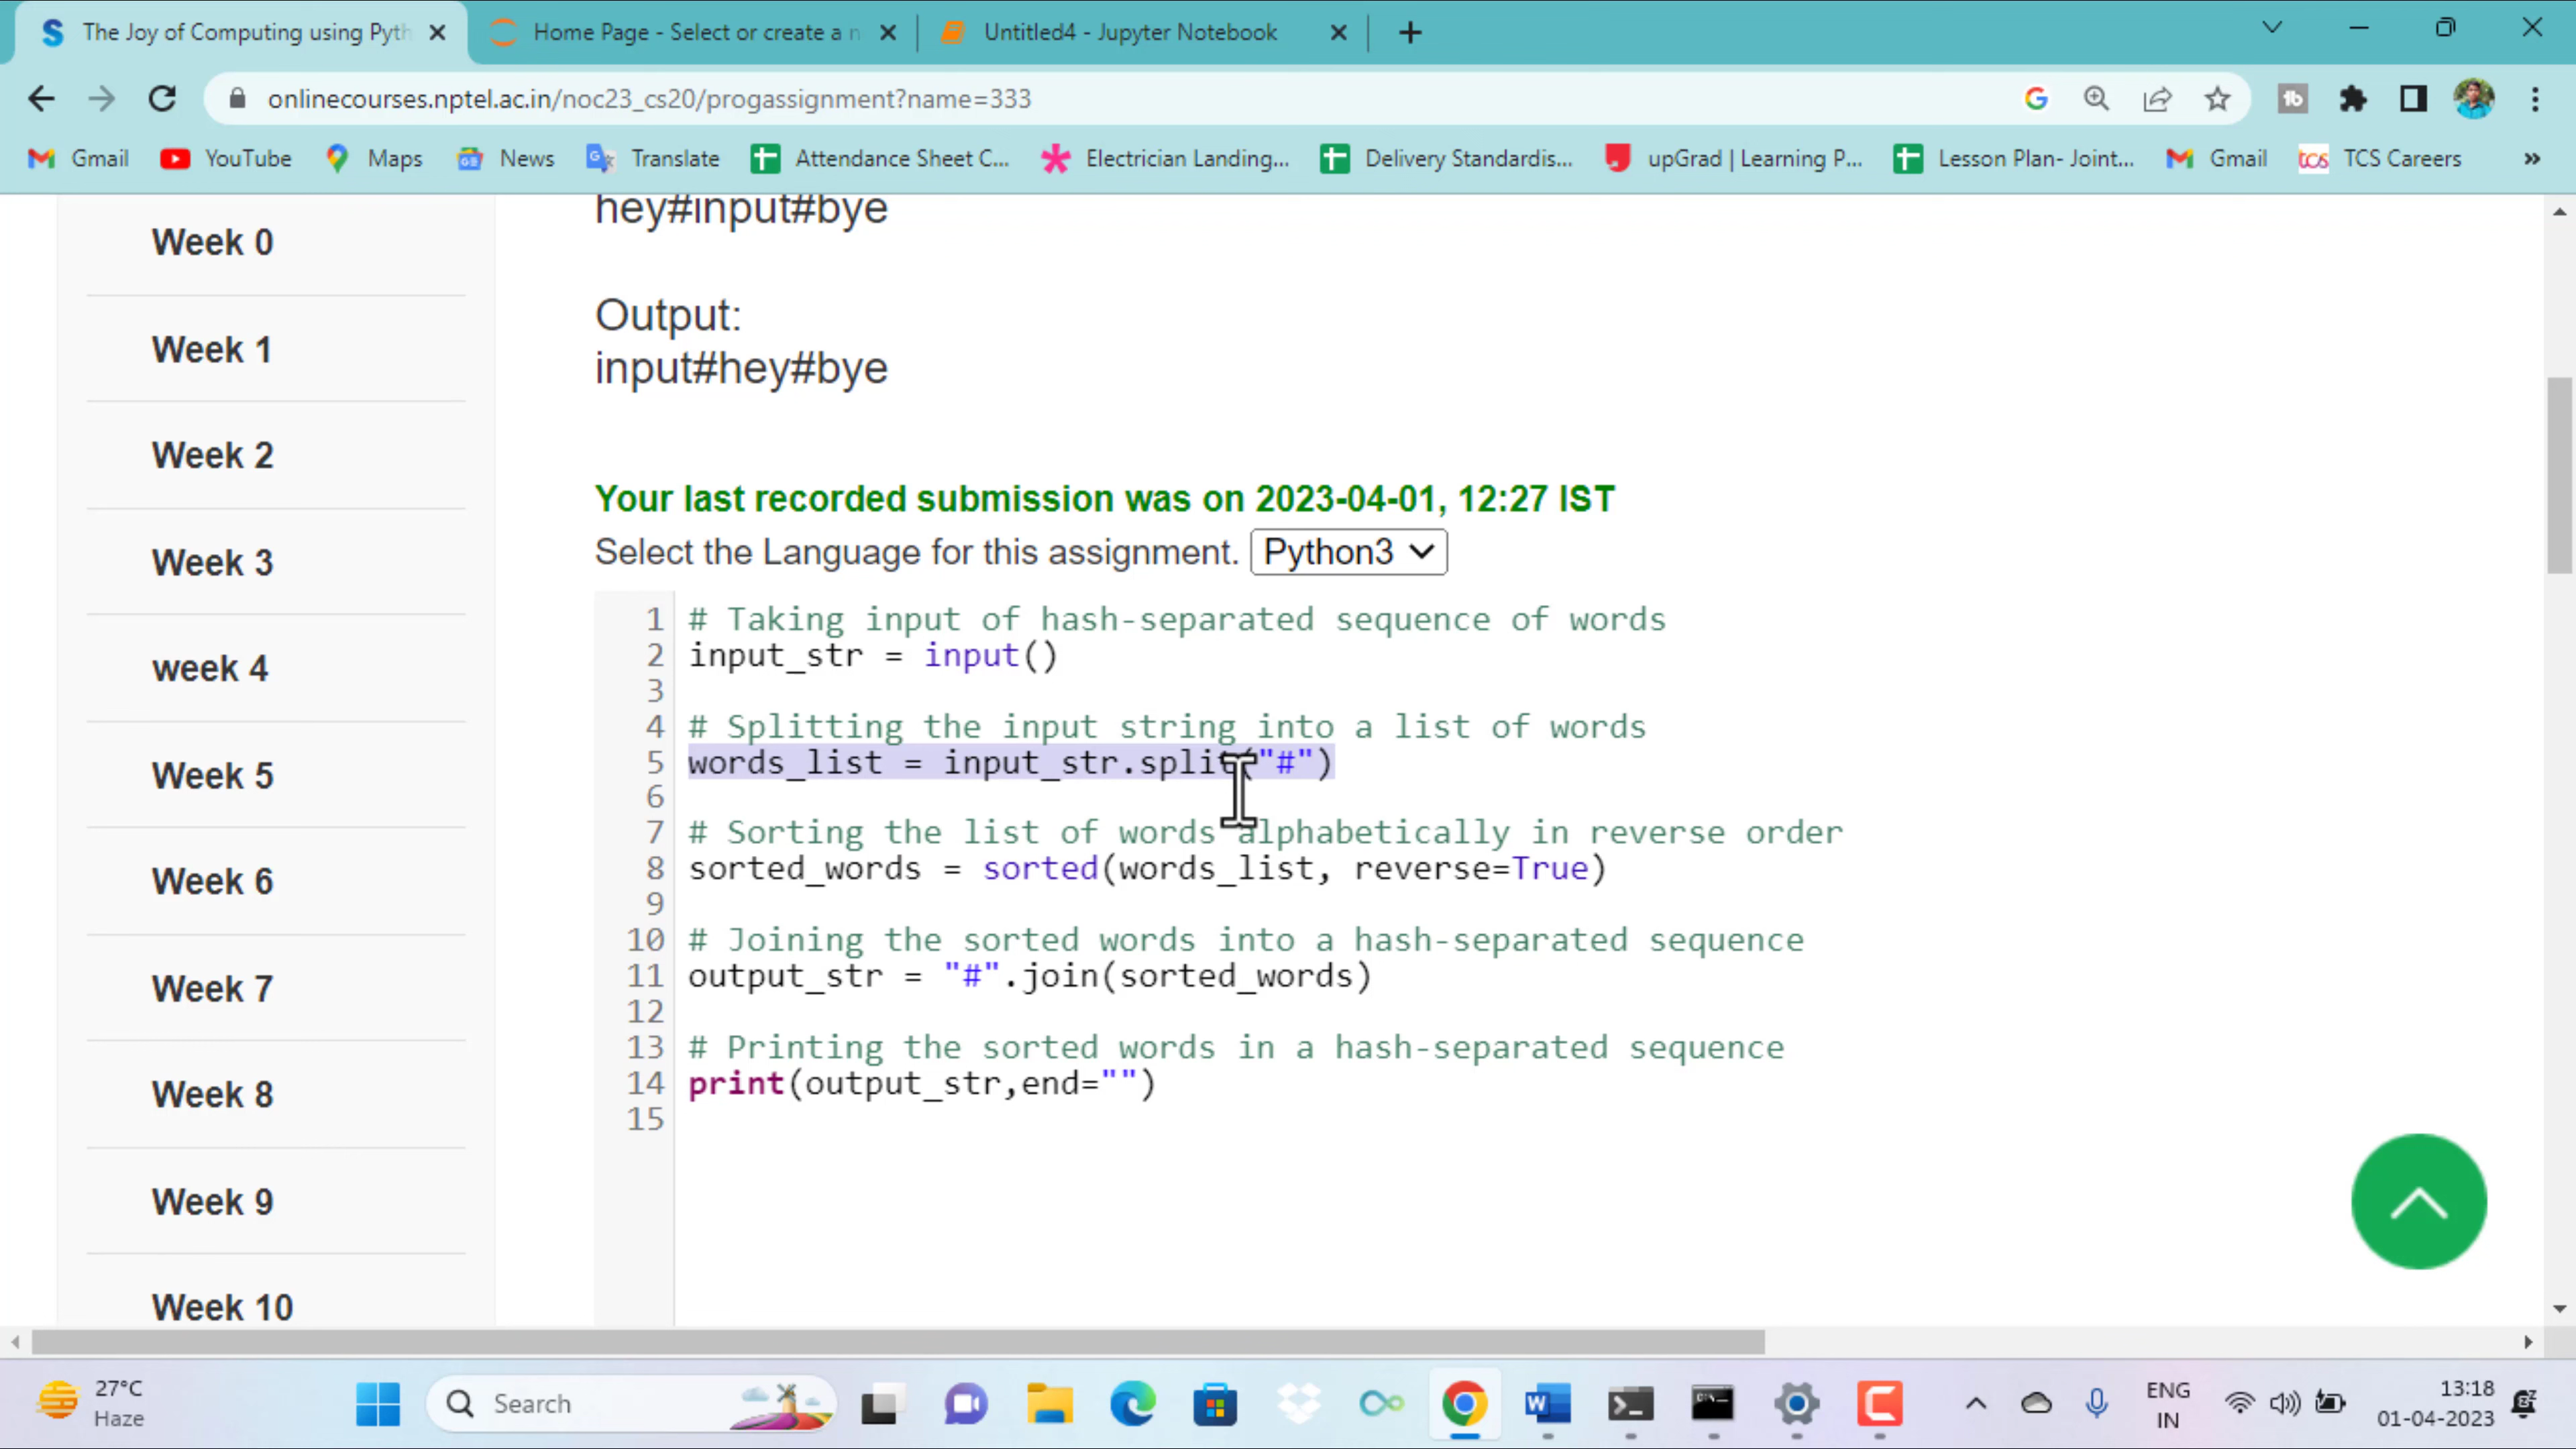 The Joy of Computing using Pyth
Home Page - Select or create a n
Untitled4 - Jupyter Notebook
onlinecourses.nptel.ac.in/noc23_cs20/progassignment?name=333
Gmail
YouTube
Maps
News
Translate
Attendance Sheet C...
Electrician Landing...
Delivery Standardis...
upGrad | Learning P...
Lesson Plan- Joint...
Gmail
TCS Careers
»
Week 0
Week 1
Week 2
Week 3
week 4
Week 5
Week 6
Week 7
Week 8
Week 9
Week 10
hey#input#bye
Output:
input#hey#bye
Your last recorded submission was on 2023-04-01, 12:27 IST
Select the Language for this assignment. Python3
1 # Taking input of hash-separated sequence of words
2 input_str = input()
3
4 # Splitting the input string into a list of words
5 words_list = input_str.split("#")
6
7 # Sorting the list of words alphabetically in reverse order
8 sorted_words = sorted(words_list, reverse=True)
9
10 # Joining the sorted words into a hash-separated sequence
11 output_str = "#".join(sorted_words)
12
13 # Printing the sorted words in a hash-separated sequence
14 print(output_str,end="")
15
27°C
Haze
Search
ENG
IN
13:18
01-04-2023